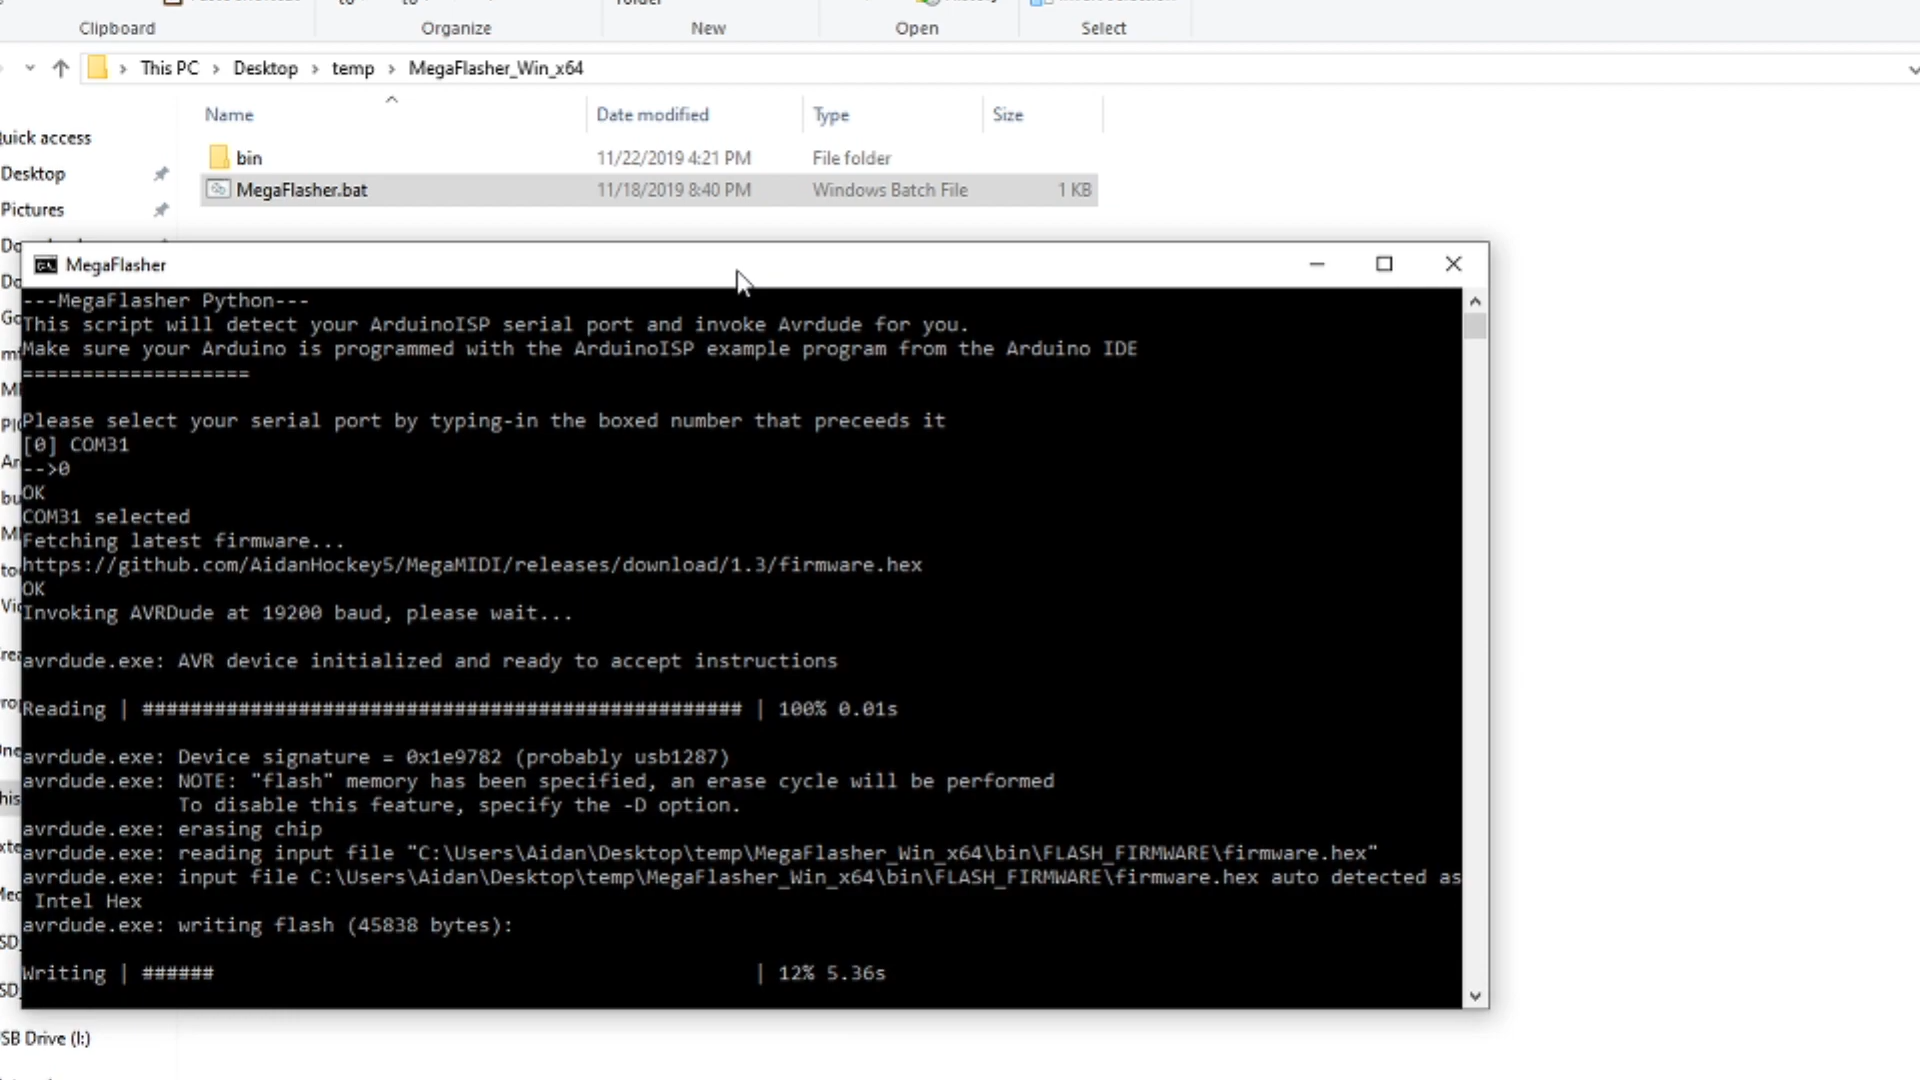 Clipboard
Organize
New
Open
Select
This PC > Desktop > temp > MegaFlasher_Win_x64
Name Date modified Type Size
Quick access
bin 11/22/2019 4:21 PM File folder
Desktop
MegaFlasher.bat 11/18/2019 8:40 PM Windows Batch File 1 KB
Pictures
MegaFlasher
---MegaFlasher Python---
This script will detect your ArduinoISP serial port and invoke Avrdude for you.
Make sure your Arduino is programmed with the ArduinoISP example program from the Arduino IDE
===================
Please select your serial port by typing-in the boxed number that preceeds it
[0] COM31
-->0
OK
COM31 selected
Fetching latest firmware...
https://github.com/AidanHockey5/MegaMIDI/releases/download/1.3/firmware.hex
OK
Invoking AVRDude at 19200 baud, please wait...
avrdude.exe: AVR device initialized and ready to accept instructions
Reading | ################################################## | 100% 0.01s
avrdude.exe: Device signature = 0x1e9782 (probably usb1287)
avrdude.exe: NOTE: "flash" memory has been specified, an erase cycle will be performed
To disable this feature, specify the -D option.
avrdude.exe: erasing chip
avrdude.exe: reading input file "C:\Users\Aidan\Desktop\temp\MegaFlasher_Win_x64\bin\FLASH_FIRMWARE\firmware.hex"
avrdude.exe: input file C:\Users\Aidan\Desktop\temp\MegaFlasher_Win_x64\bin\FLASH_FIRMWARE\firmware.hex auto detected as
Intel Hex
avrdude.exe: writing flash (45838 bytes):
Writing | ###### | 12% 5.36s
USB Drive (I:)